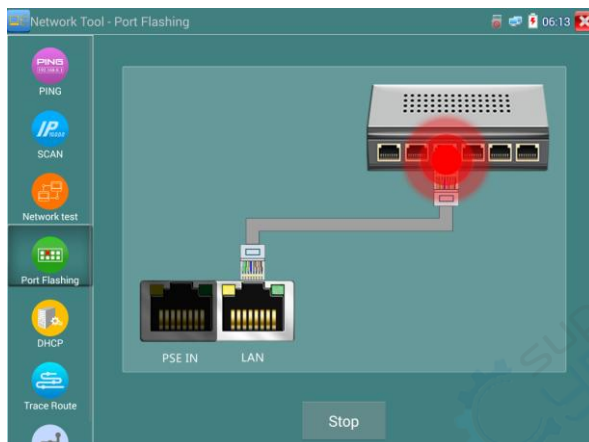 Network Tool - Port Flashing
06:13
PING
PING
IP
SCAN
Network test
Port Flashing
DHCP
Trace Route
PSE IN
LAN
Stop